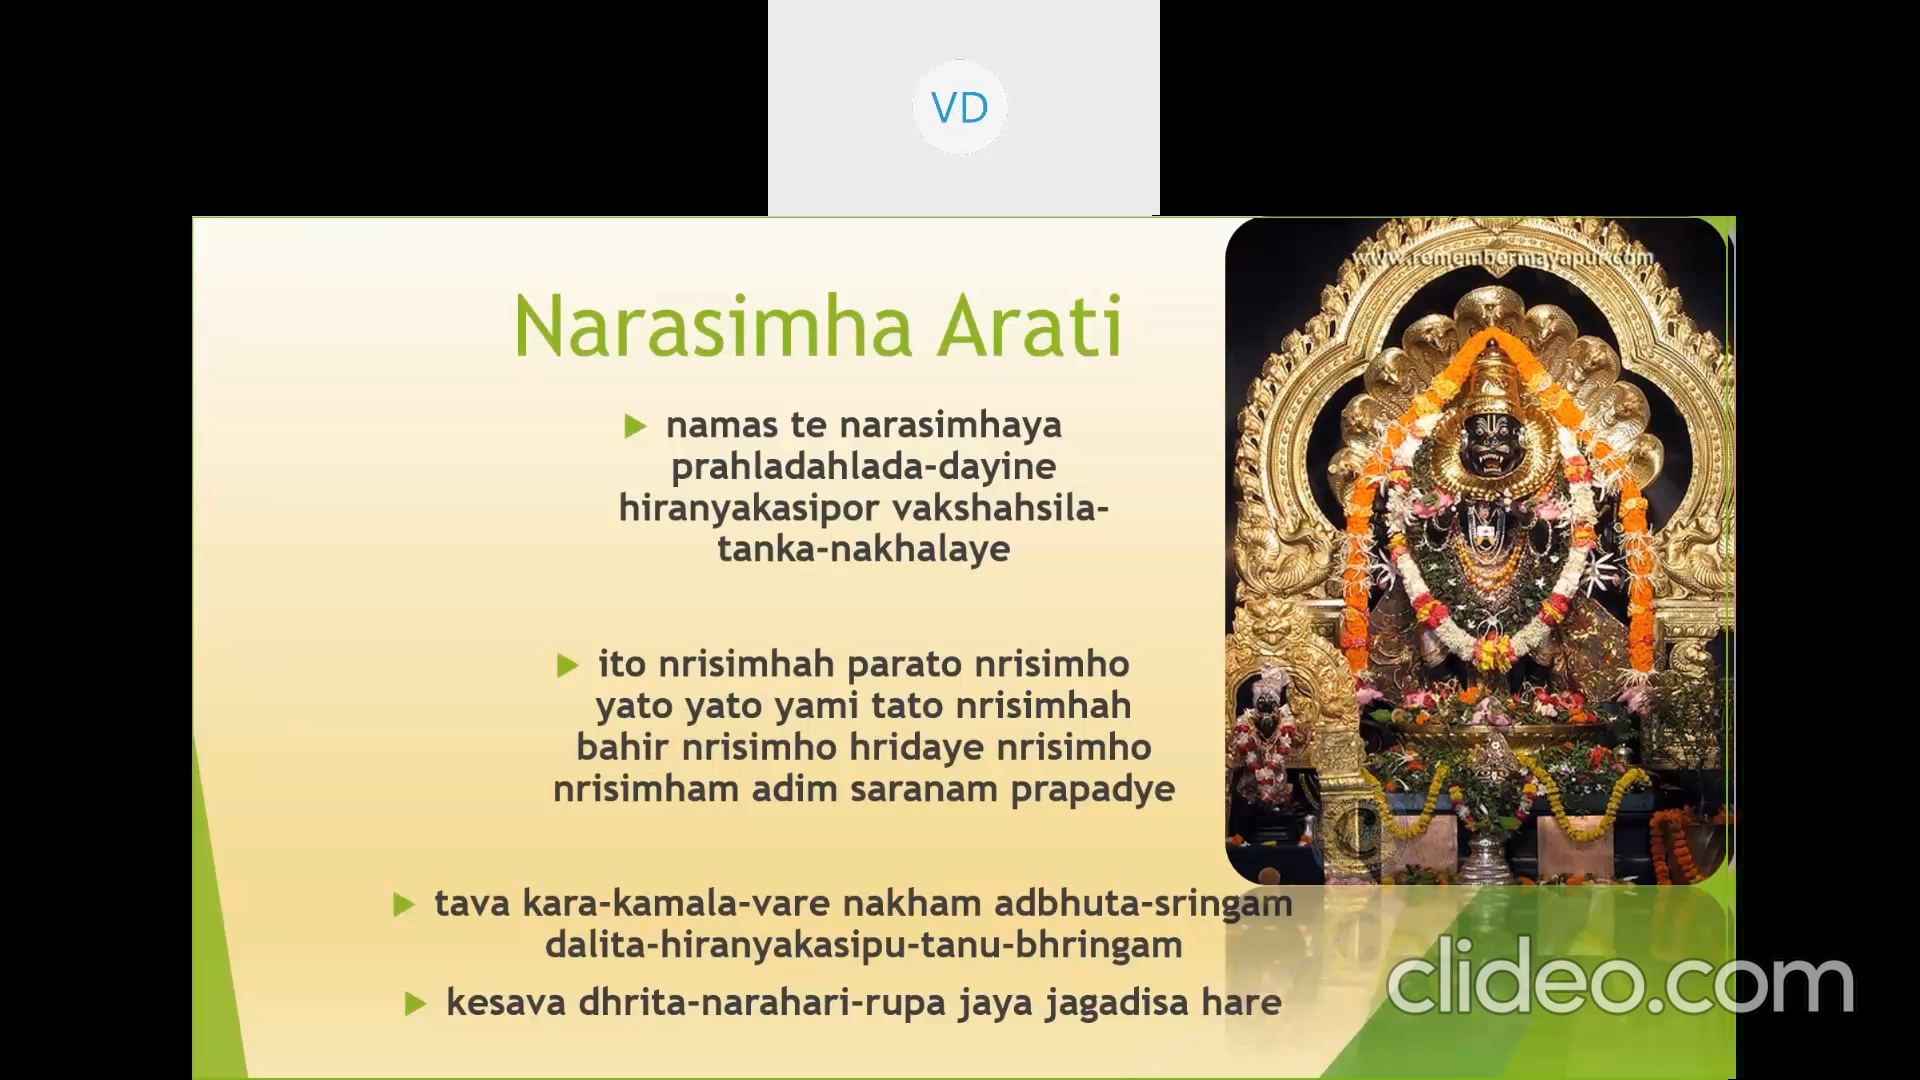 VD
www.remembermayapur.com
Narasimha Arati
namas te narasimhaya
prahladahlada-dayine
hiranyakasipor vakshahsila-
tanka-nakhalaye
ito nrisimhah parato nrisimho
yato yato yami tato nrisimhah
bahir nrisimho hridaye nrisimho
nrisimham adim saranam prapadye
tava kara-kamala-vare nakham adbhuta-sringam
dalita-hiranyakasipu-tanu-bhringam
kesava dhrita-narahari-rupa jaya jagadisa hare
clideo.com